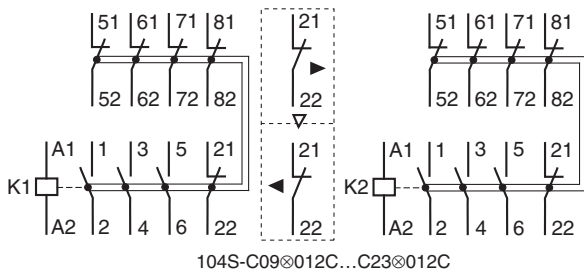 51 61 71 81 21 51 61 71 81
52 62 72 82 22 52 62 72 82
A1 1 3 5 21 21 A1 1 3 5 21
K1 K2
A2 2 4 6 22 22 A2 2 4 6 22
104S-C09⊗012C...C23⊗012C